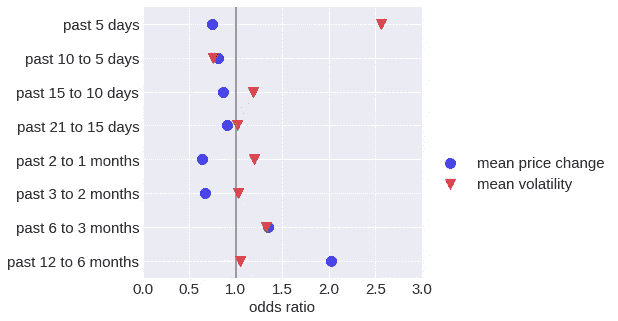 past 5 days
past 10 to 5 days
past 15 to 10 days
past 21 to 15 days
past 2 to 1 months
past 3 to 2 months
past 6 to 3 months
past 12 to 6 months
0.0 0.5 1.0 1.5 2.0 2.5 3.0
odds ratio
mean price change
mean volatility